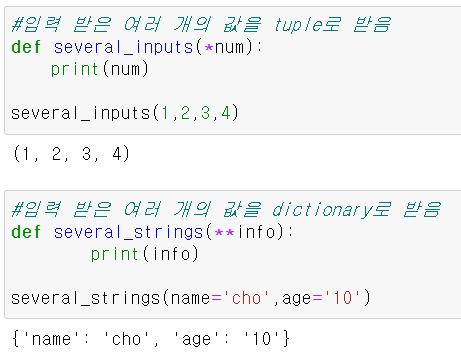 #입력 받은 여러 개의 값을 tuple로 받음
def several_inputs(*num):
    print(num)
several_inputs(1,2,3,4)
(1, 2, 3, 4)
#입력 받은 여러 개의 값을 dictionary로 받음
def several_strings(**info):
        print(info)
several_strings(name='cho',age='10')
{'name': 'cho', 'age': '10'}